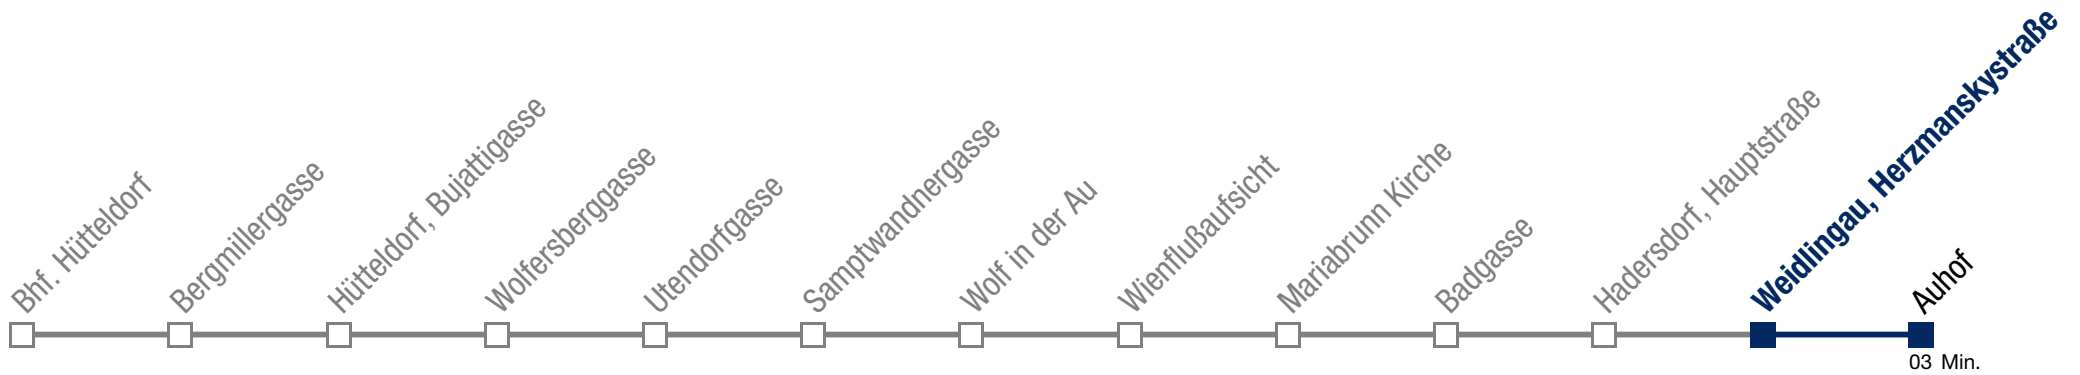 Bhf. Hütteldorf
Bergmillergasse
Hütteldorf, Bujattigasse
Wolfersberggasse
Utendorfgasse
Samptwandnergasse
Wolf in der Au
Wienflußaufsicht
Mariabrunn Kirche
Badgasse
Hadersdorf, Hauptstraße
Weidlingau, Herzmanskystraße
Auhof
03 Min.